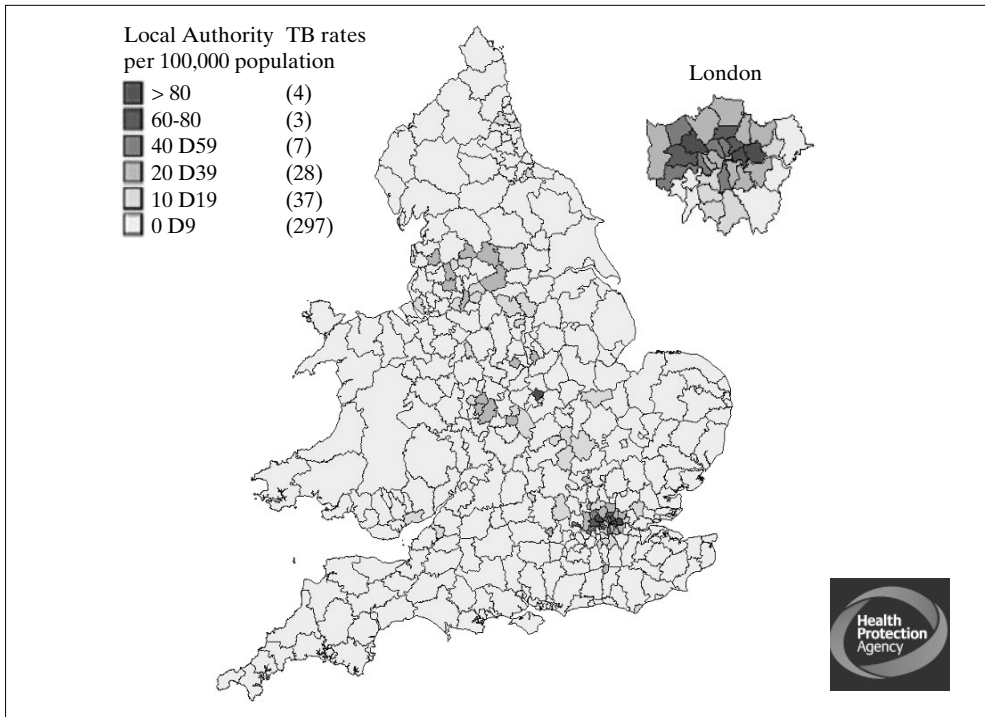 Local Authority TB rates
per 100,000 population
> 80 (4)
60-80 (3)
40 D59 (7)
20 D39 (28)
10 D19 (37)
0 D9 (297)
London
Health
Protection
Agency